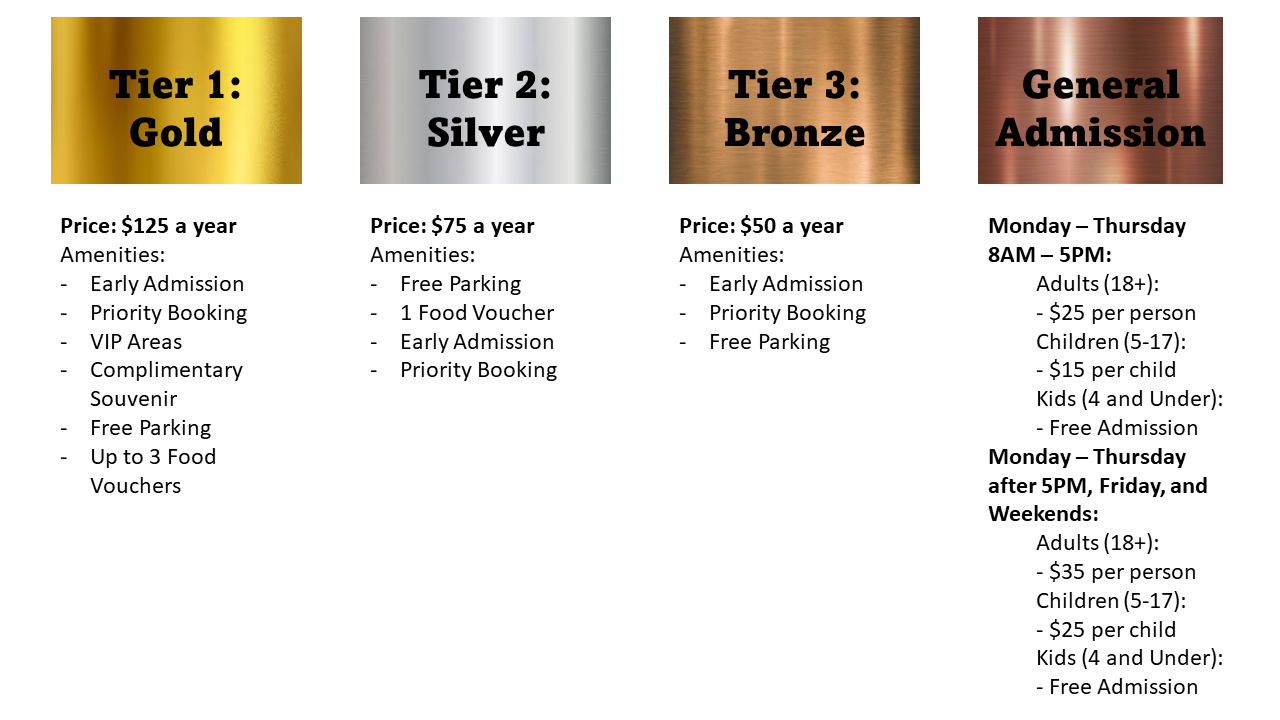 Tier 1:
Gold
Price: $125 a year
Amenities:
- Early Admission
- Priority Booking
- VIP Areas
- Complimentary
Souvenir
- Free Parking
- Up to 3 Food
Vouchers
Tier 2:
Silver
Price: $75 a year
Amenities:
- Free Parking
- 1 Food Voucher
- Early Admission
- Priority Booking
Tier 3:
Bronze
Price: $50 a year
Amenities:
- Early Admission
- Priority Booking
- Free Parking
General
Admission
Monday – Thursday
8AM – 5PM:
Adults (18+):
- $25 per person
Children (5-17):
- $15 per child
Kids (4 and Under):
- Free Admission
Monday – Thursday
after 5PM, Friday, and
Weekends:
Adults (18+):
- $35 per person
Children (5-17):
- $25 per child
Kids (4 and Under):
- Free Admission